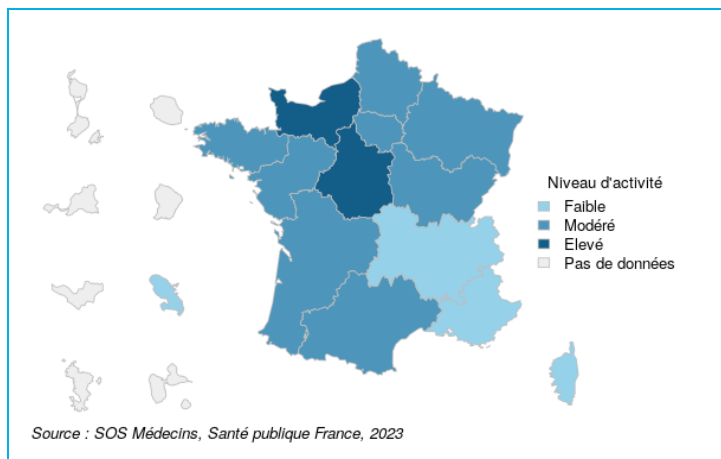 Niveau d'activité
Faible
Modéré
Elevé
Pas de données
Source : SOS Médecins, Santé publique France, 2023